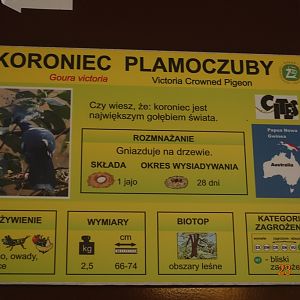 KORONIEC PLAMOCZUBY
Goura victoria
Victoria Crowned Pigeon
Czy wiesz, że: koroniec jest
największym gołębiem świata.
CITES
ROZMNAŻANIE
Gniazduje na drzewie.
SKŁADA OKRES WYSIADYWANIA
1 jajo
28 dni
Papua Nowa
Gwinea
Australia
WYMIARY
kg
cm
2,5
66-74
BIOTOP
obszary leśne
KATEGORIA
ZAGROŻENIA
- bliski
owady,